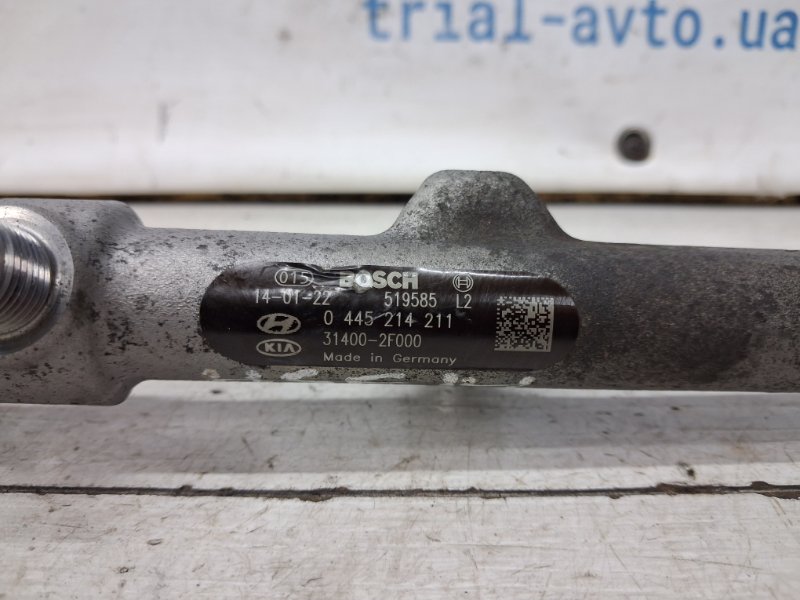 trial-avto.ua
015 BOSCH
14-01-22 519585 L2
0 445 214 211
KIA 31400-2F000
Made in Germany